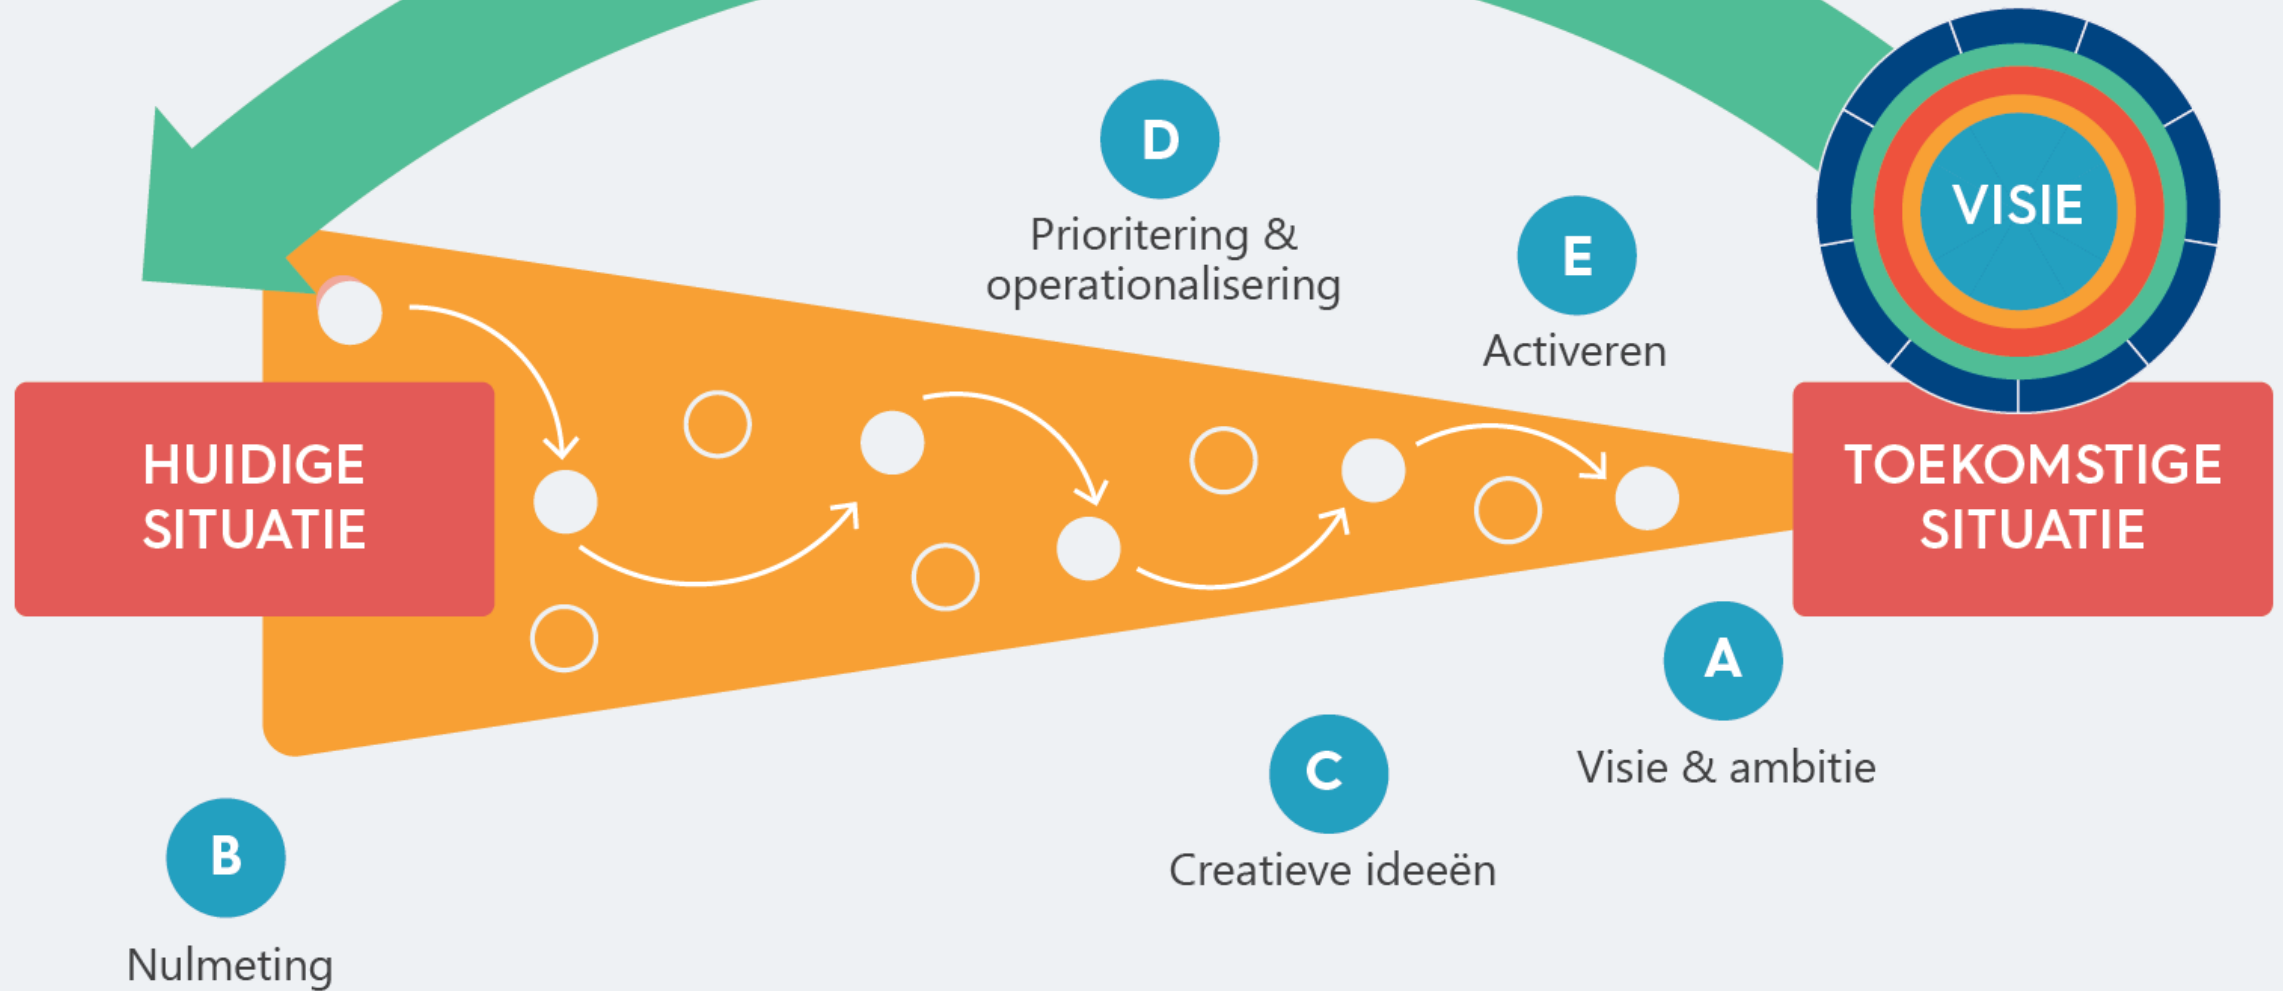 D
Prioritering &
operationalisering
E
Activeren
VISIE
HUIDIGE
SITUATIE
TOEKOMSTIGE
SITUATIE
A
Visie & ambitie
C
Creatieve ideeën
B
Nulmeting